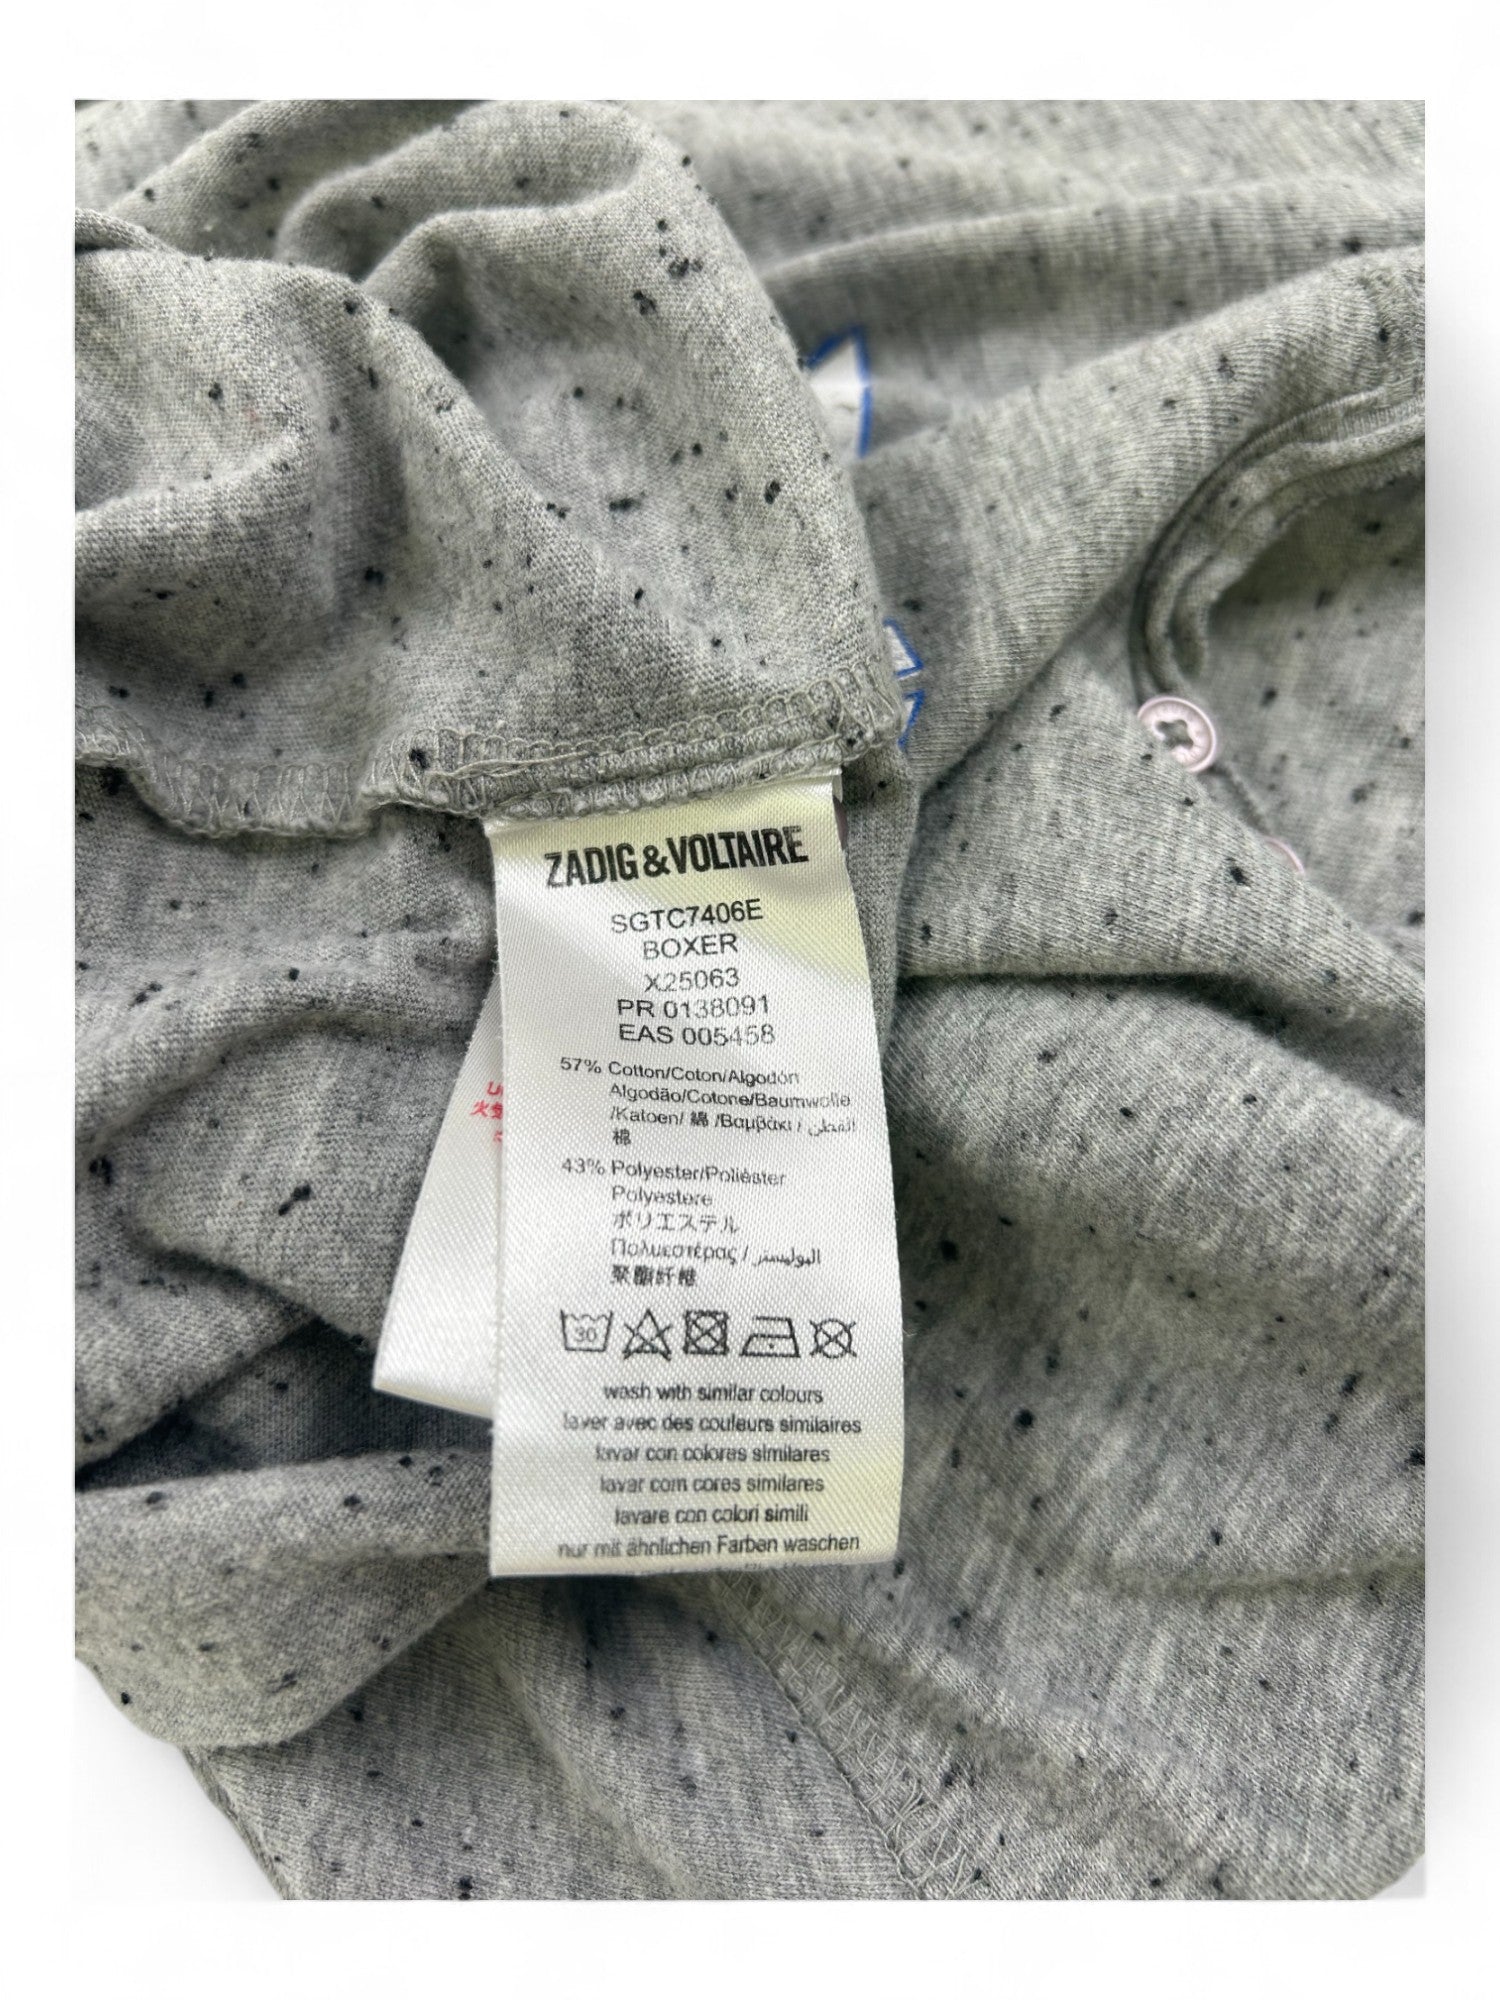 ZADIG & VOLTAIRE
SGTC7406E
BOXER
X25063
PR 0138091
EAS 005458
57% Cotton/Coton/Algodón
Algodão/Cotone/Baumwolle
/Katoen/ 綿 /Βαμβάκι / القطن
棉
43% Polyester/Poliéster
Polyestere
ポリエステル
Πολυεστέρας / البوليستر
聚酯纤维
30
wash with similar colours
laver avec des couleurs similaires
lavar con colores similares
lavar com cores similares
lavare con colori simili
nur mit ähnlichen Farben waschen